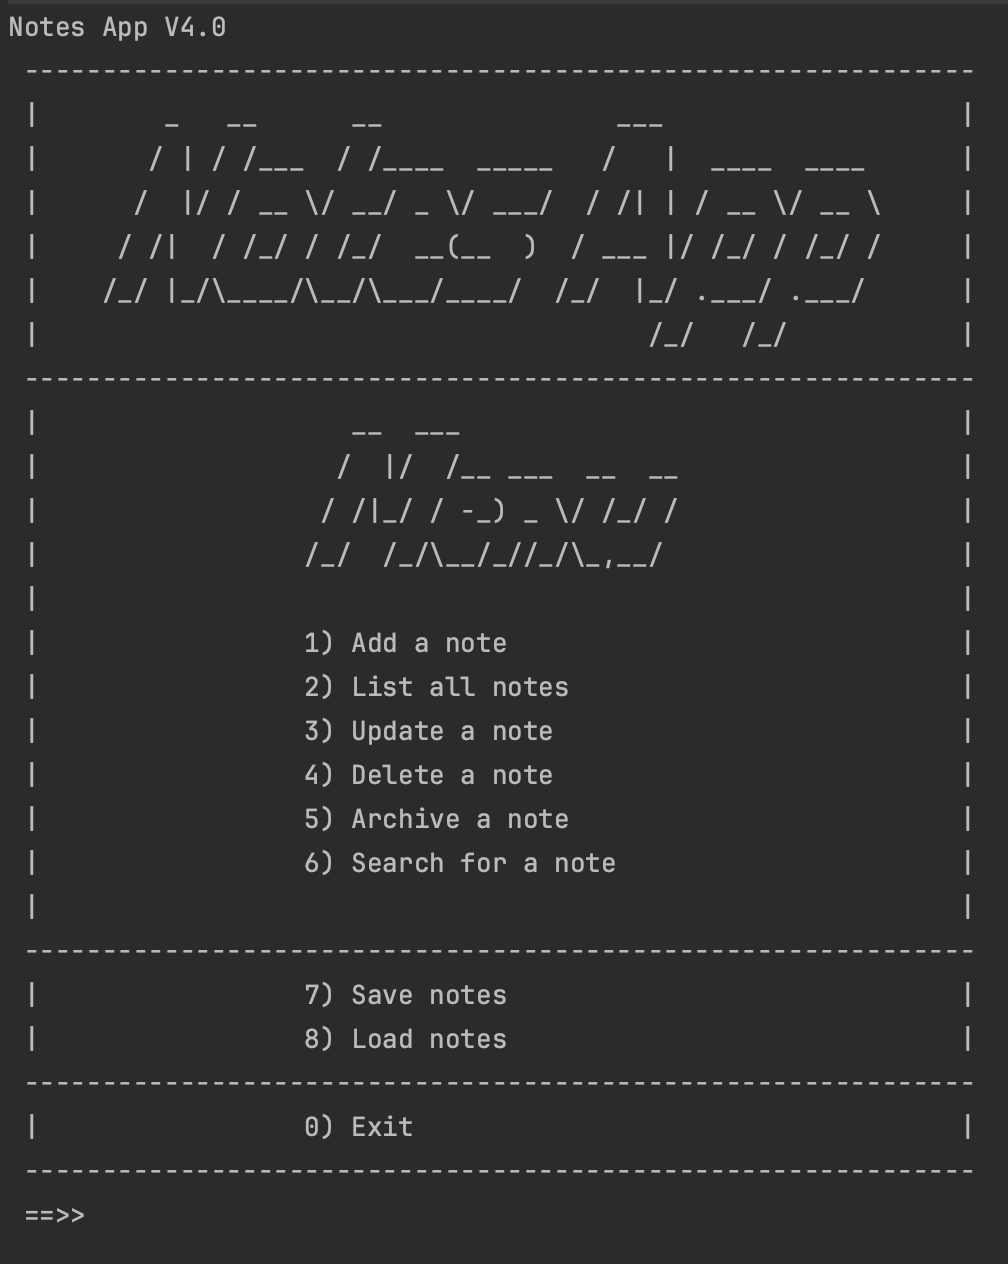 Notes App V4.0
 -------------------------------------------------------------
 |        _   __      __               ___                   |
 |       / | / /___  / /____  _____   /   |  ____  ____      |
 |      /  |/ / __ \/ __/ _ \/ ___/  / /| | / __ \/ __ \     |
 |     / /|  / /_/ / /_/  __(__  )  / ___ |/ /_/ / /_/ /     |
 |    /_/ |_/\____/\__/\___/____/  /_/  |_/ .___/ .___/      |
 |                                       /_/   /_/           |
 -------------------------------------------------------------
 |                    __  ___                                |
 |                   /  |/  /__ ___  __  __                  |
 |                  / /|_/ / -_) _ \/ /_/ /                  |
 |                 /_/  /_/\__/_//_/\_,__/                   |
 |                                                           |
 |                 1) Add a note                             |
 |                 2) List all notes                         |
 |                 3) Update a note                          |
 |                 4) Delete a note                          |
 |                 5) Archive a note                         |
 |                 6) Search for a note                      |
 |                                                           |
 -------------------------------------------------------------
 |                 7) Save notes                             |
 |                 8) Load notes                             |
 -------------------------------------------------------------
 |                 0) Exit                                   |
 -------------------------------------------------------------
 ==>>